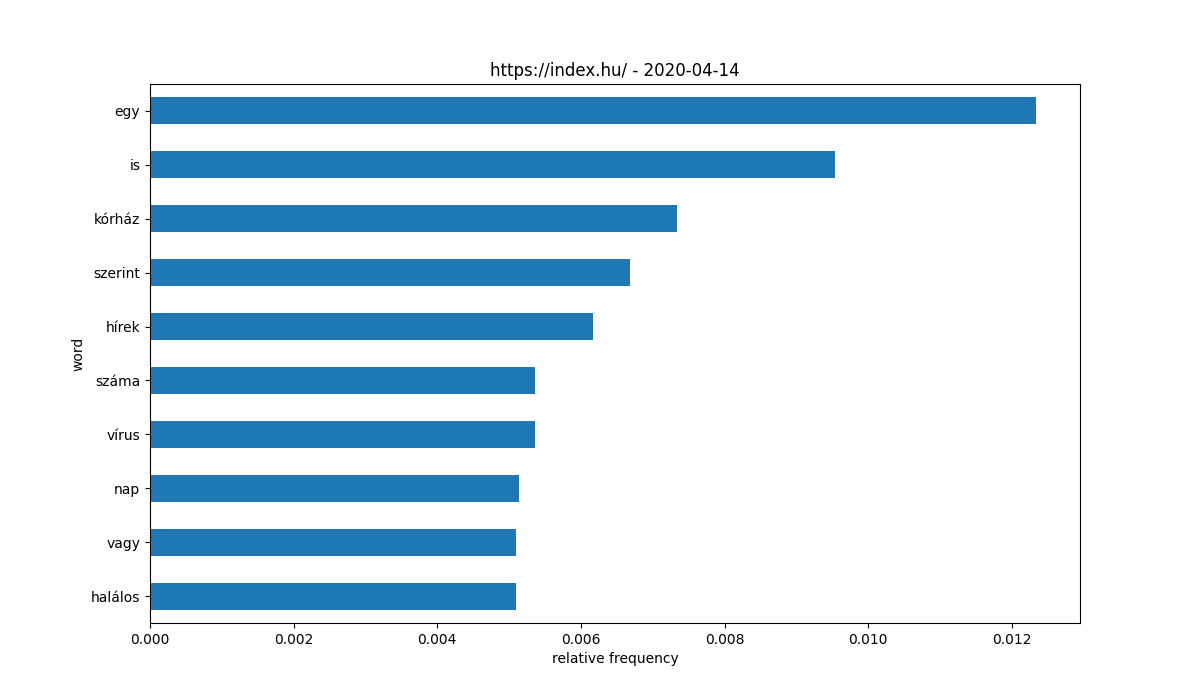 https://index.hu/ - 2020-04-14
egy
is
kórház
szerint
hírek
száma
vírus
nap
vagy
halálos
word
0.000 0.002 0.004 0.006 0.008 0.010 0.012
relative frequency